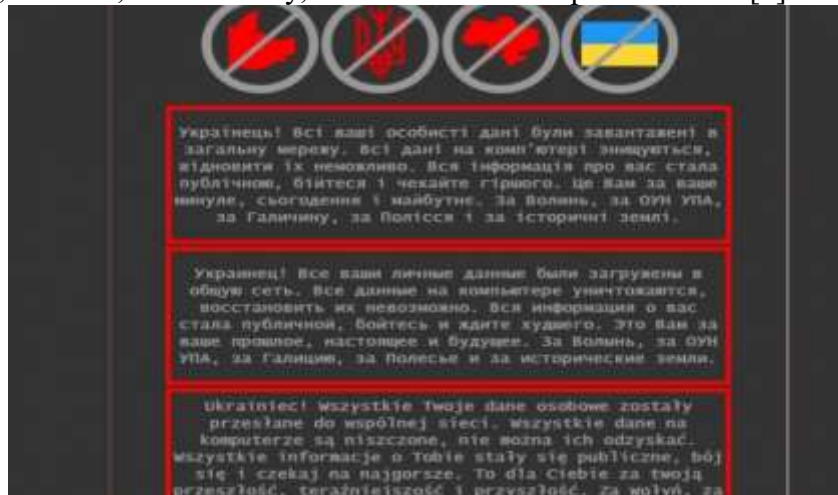 Українець! Всі ваші особисті дані були завантажені в
загальну мережу. Всі дані на комп'ютері знищуються,
відновити їх неможливо. Вся інформація про вас стала
публічною, бійтеся і чекайте гіршого. Це Вам за ваше
минуле, сьогодення і майбутнє. За Волинь, за ОУН УПА,
за Галичину, за Полісся і за історичні землі.
Украинец! Все ваши личные данные были загружены в
общую сеть. Все данные на компьютере уничтожаются,
восстановить их невозможно. Вся информация о вас
стала публичной, бойтесь и ждите худшего. Это Вам за
ваше прошлое, настоящее и будущее. За Волынь, за ОУН
УПА, за Галицию, за Полесье и за исторические земли.
Ukrainiec! Wszystkie Twoje dane osobowe zostały
przesłane do wspólnej sieci. Wszystkie dane na
komputerze są niszczone, nie można ich odzyskać.
Wszystkie informacje o Tobie stały się publiczne, bój
się i czekaj na najgorsze. To dla Ciebie za twoją
przeszłość, teraźniejszość i przyszłość. Za Wołyń, za